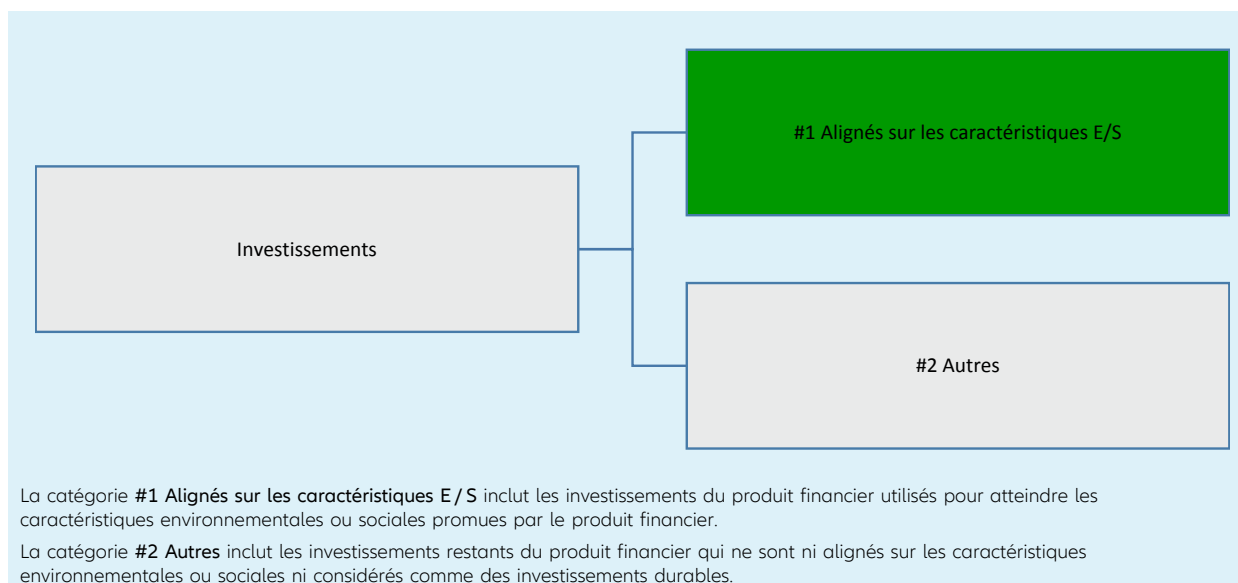 #1 Alignés sur les caractéristiques E/S
Investissements
#2 Autres
La catégorie #1 Alignés sur les caractéristiques E / S inclut les investissements du produit financier utilisés pour atteindre les
caractéristiques environnementales ou sociales promues par le produit financier.
La catégorie #2 Autres inclut les investissements restants du produit financier qui ne sont ni alignés sur les caractéristiques
environnementales ou sociales ni considérés comme des investissements durables.